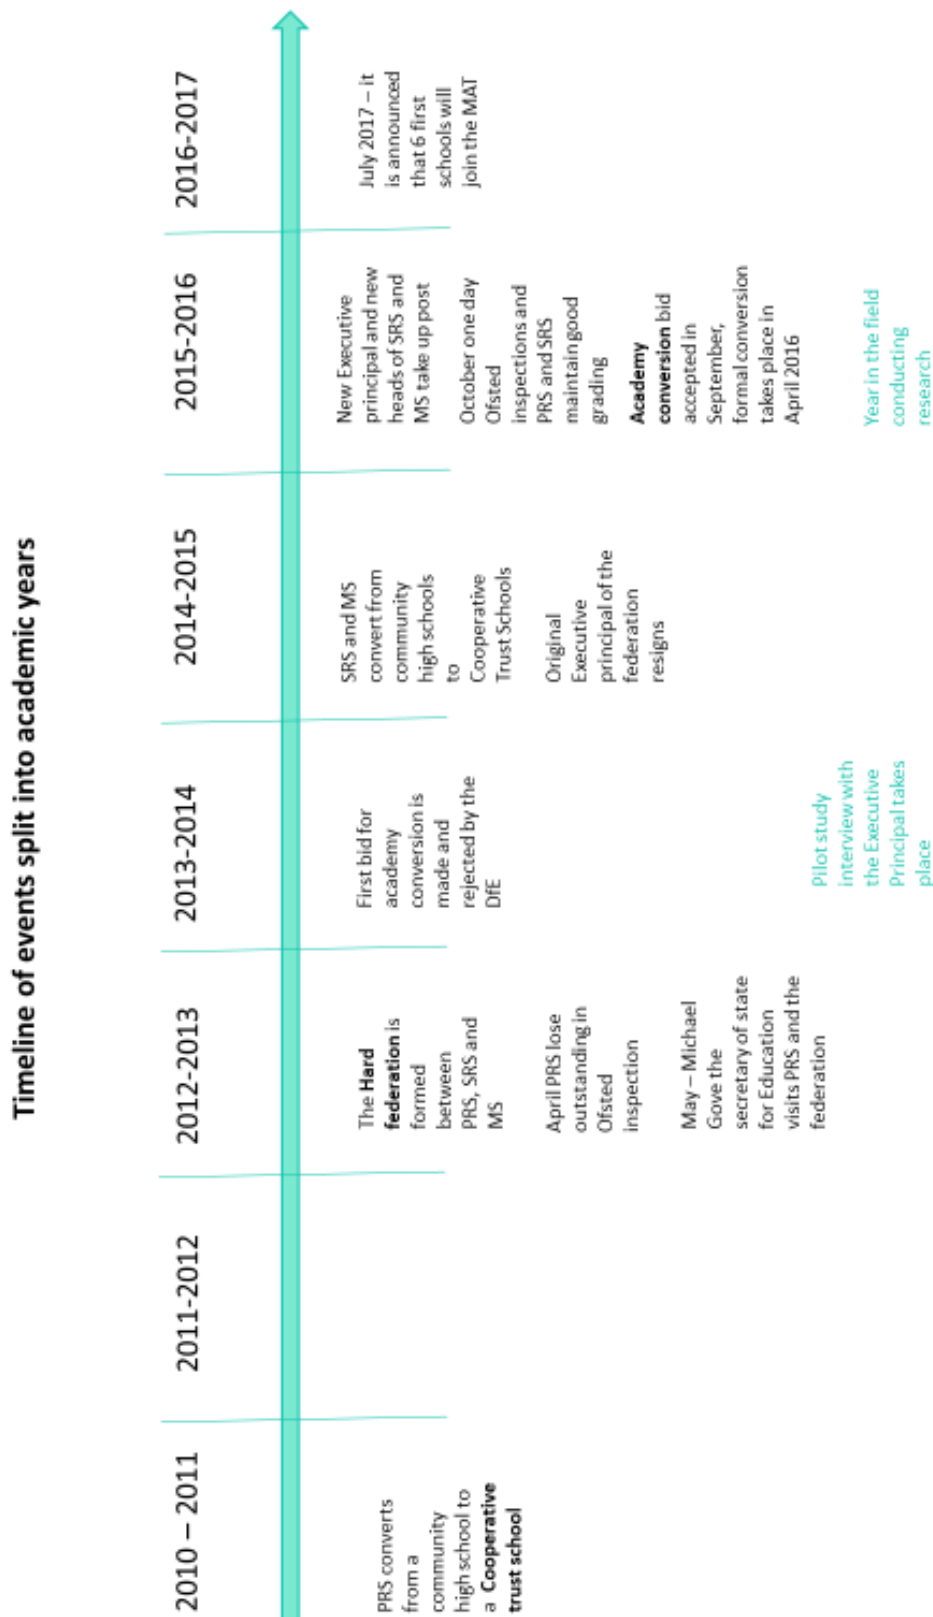 Timeline of events split into academic years
2010 – 2011
PRS converts
from a
community
high school to
a Cooperative
trust school
2011-2012
2012-2013
The Hard
federation is
formed
between
PRS, SRS and
MS
April PRS lose
outstanding in
Ofsted
inspection
May – Michael
Gove the
secretary of state
for Education
visits PRS and the
federation
2013-2014
First bid for
academy
conversion is
made and
rejected by the
DfE
Pilot study
interview with
the Executive
Principal takes
place
2014-2015
SRS and MS
convert from
community
high schools
to
Cooperative
Trust Schools
Original
Executive
principal of the
federation
resigns
2015-2016
New Executive
principal and new
heads of SRS and
MS take up post
October one day
Ofsted
inspections and
PRS and SRS
maintain good
grading
Academy
conversion bid
accepted in
September,
formal conversion
takes place in
April 2016
Year in the field
conducting
research
2016-2017
July 2017 – it
is announced
that 6 first
schools will
join the MAT